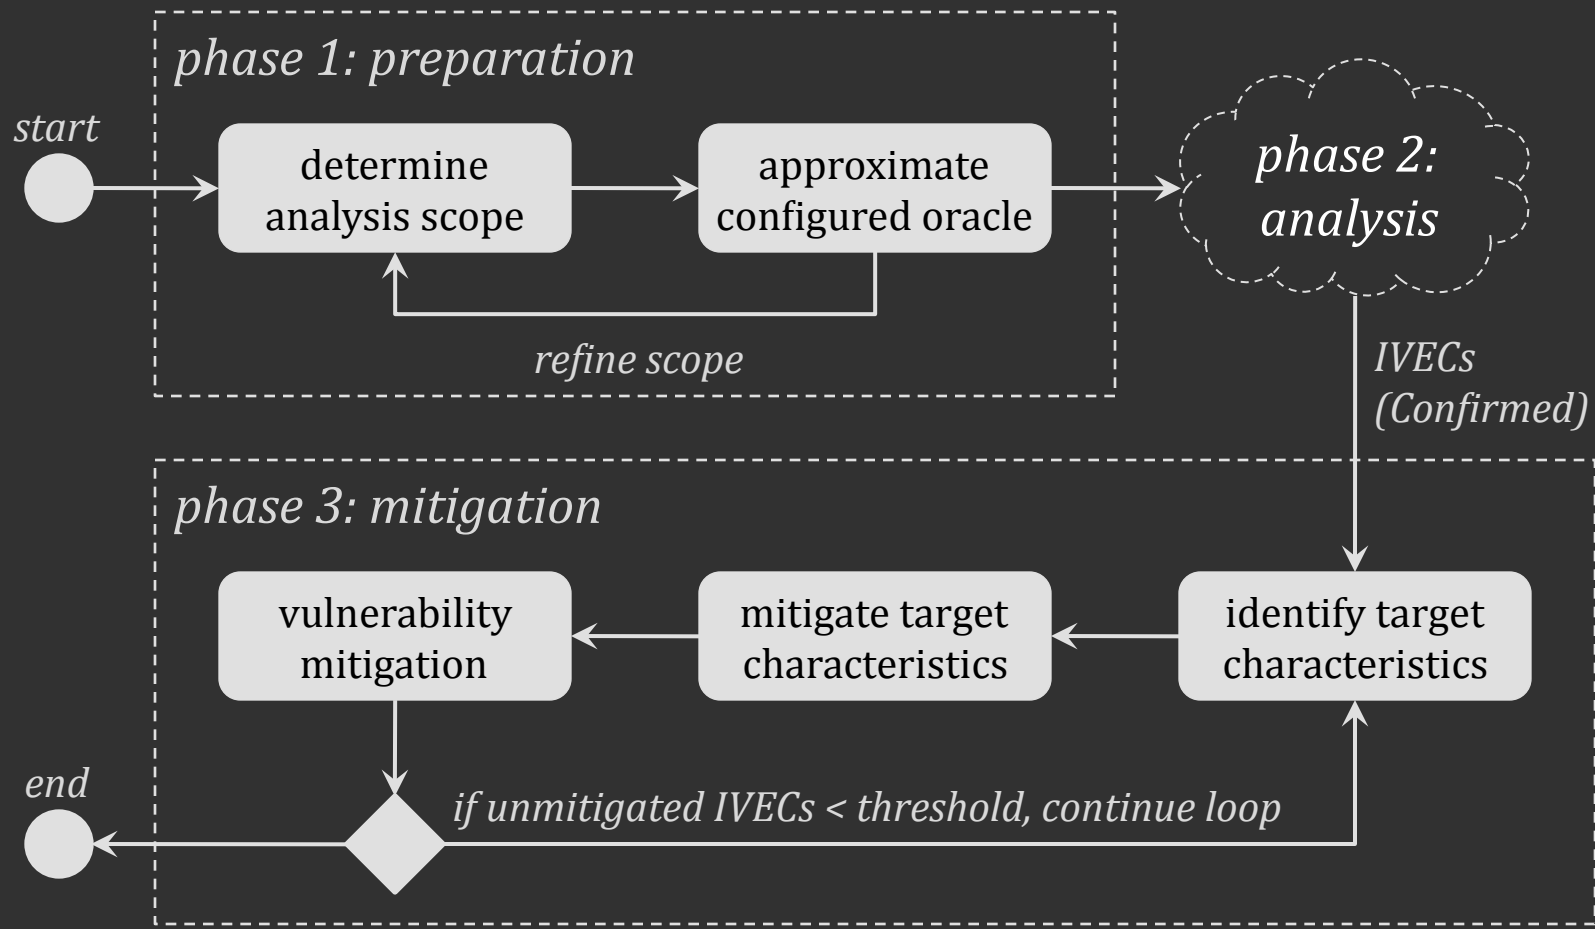 phase 1: preparation
start
determine
analysis scope
approximate
configured oracle
phase 2:
analysis
refine scope
IVECs
(Confirmed)
phase 3: mitigation
vulnerability
mitigation
mitigate target
characteristics
identify target
characteristics
end
if unmitigated IVECs < threshold, continue loop